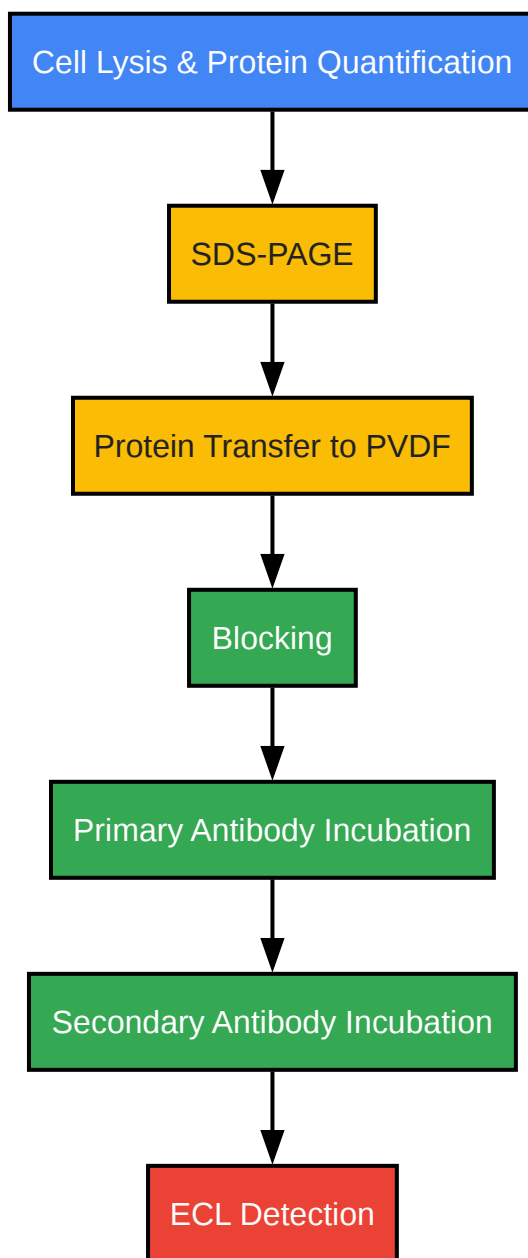 Cell Lysis & Protein Quantification
SDS-PAGE
Protein Transfer to PVDF
Blocking
Primary Antibody Incubation
Secondary Antibody Incubation
ECL Detection